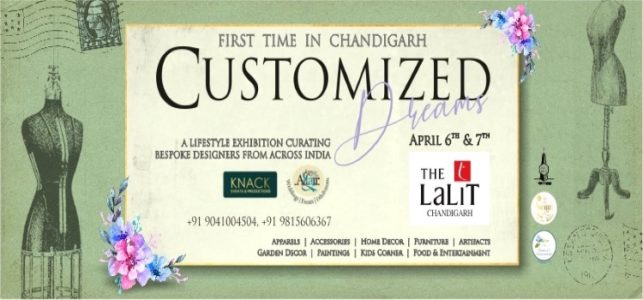 FIRST TIME IN CHANDIGARH
CUSTOMIZED
Dreams
A LIFESTYLE EXHIBITION CURATING
BESPOKE DESIGNERS FROM ACROSS INDIA
APRIL 6TH & 7TH
KNACK
THE
LaLiT
CHANDIGARH
+91 9041004504, +91 9815606367
APPARELS | ACCESSORIES | HOME DECOR | FURNITURE | ARTIFACTS
GARDEN DECOR | PAINTINGS | KIDS CORNER | FOOD & ENTERTAINMENT